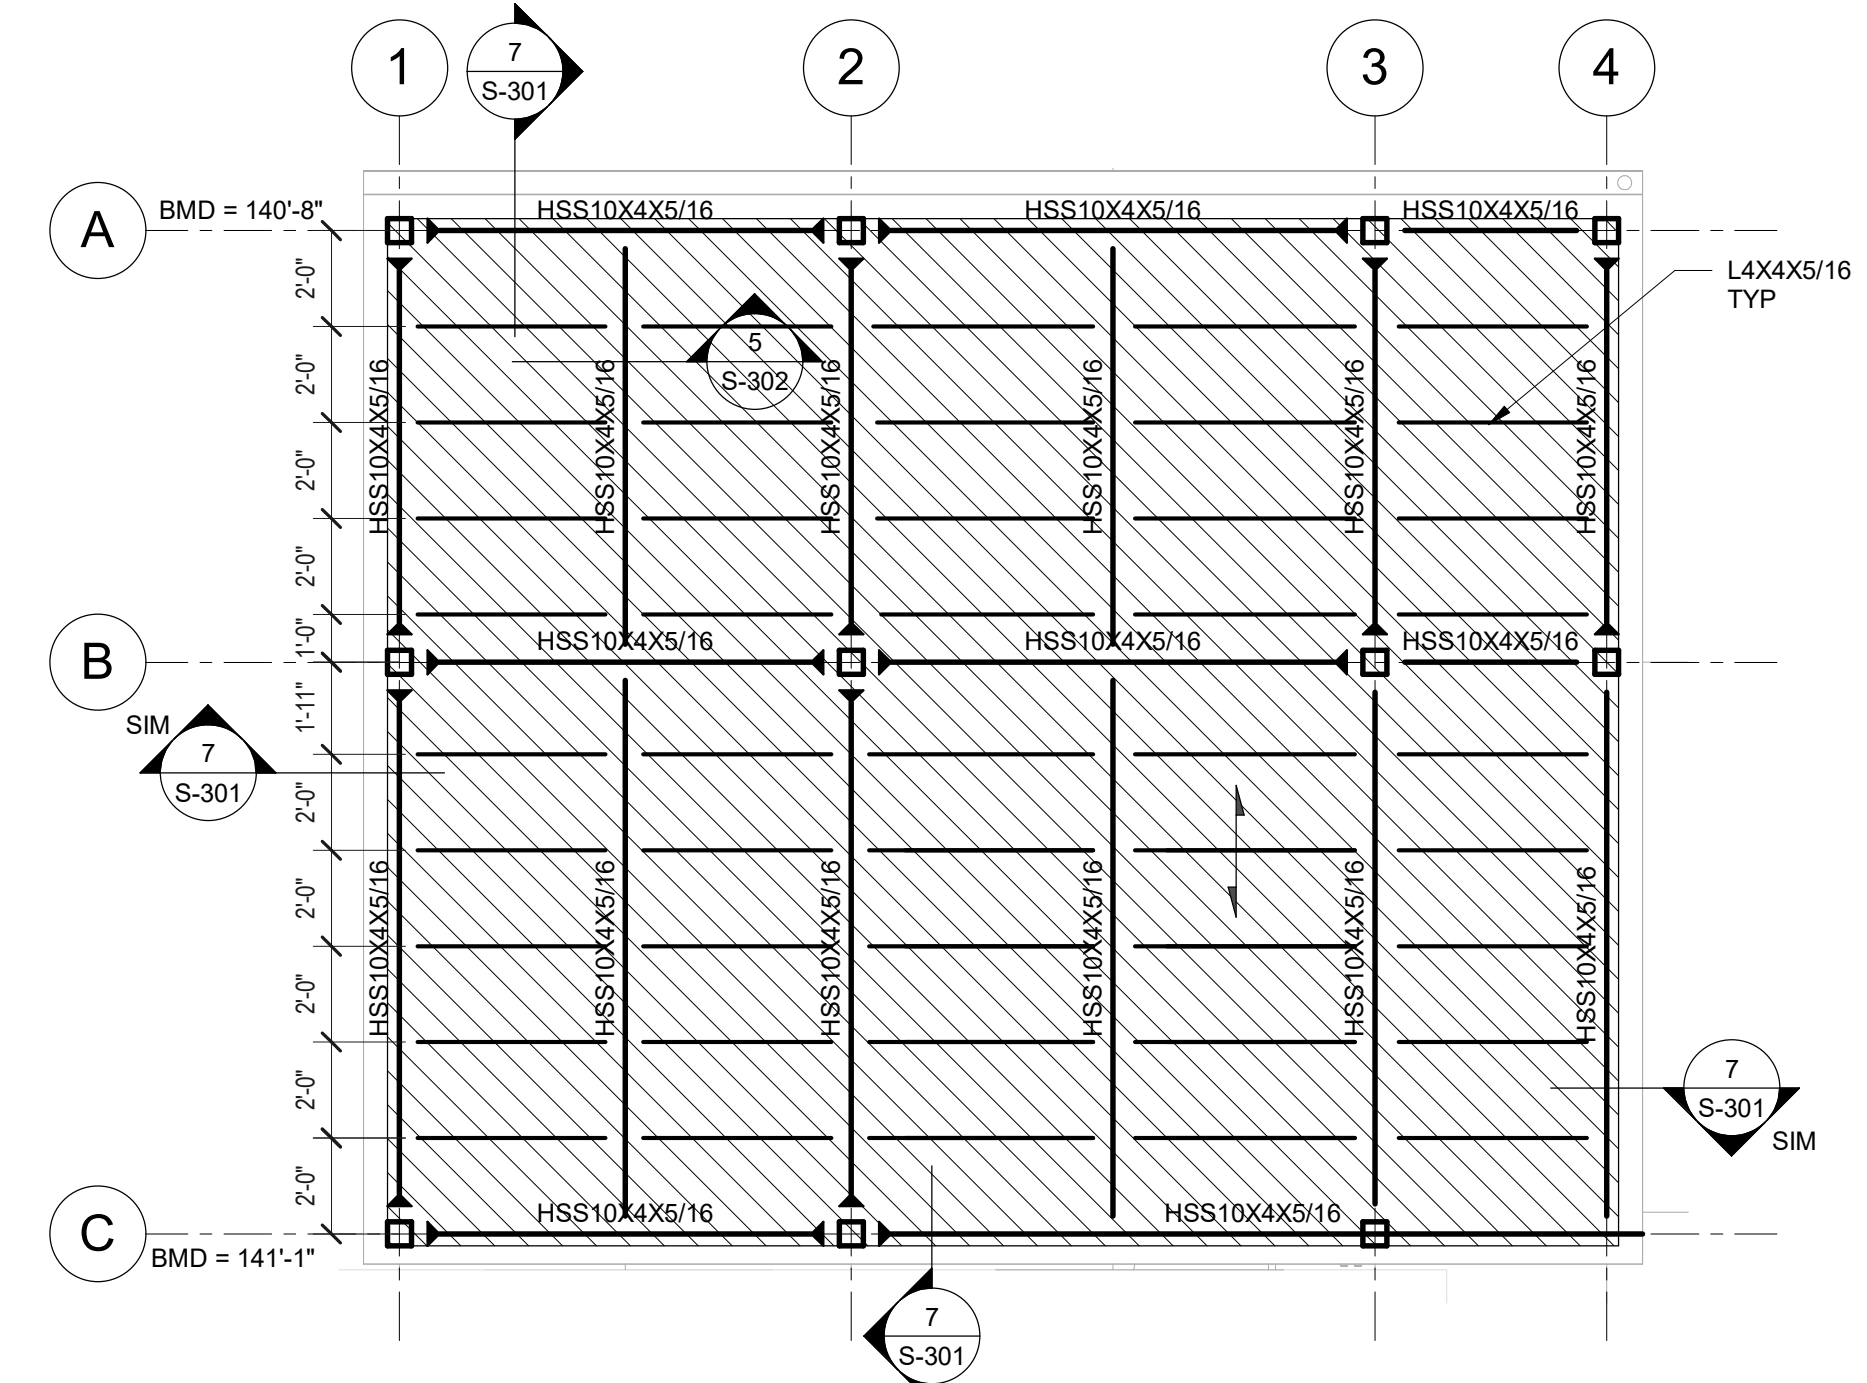 1
7
S-301
2
3
4
A
BMD = 140'-8"
HSS10X4X5/16
HSS10X4X5/16
HSS10X4X5/16
L4X4X5/16
TYP
2'-0"
2'-0"
2'-0"
2'-0"
1'-0"
5
S-302
HSS10X4X5/16
HSS10X4X5/16
HSS10X4X5/16
HSS10X4X5/16
HSS10X4X5/16
HSS10X4X5/16
B
HSS10X4X5/16
HSS10X4X5/16
HSS10X4X5/16
SIM
7
S-301
1'-11"
2'-0"
2'-0"
2'-0"
2'-0"
2'-0"
HSS10X4X5/16
HSS10X4X5/16
HSS10X4X5/16
HSS10X4X5/16
HSS10X4X5/16
HSS10X4X5/16
7
S-301
SIM
C
BMD = 141'-1"
HSS10X4X5/16
HSS10X4X5/16
7
S-301